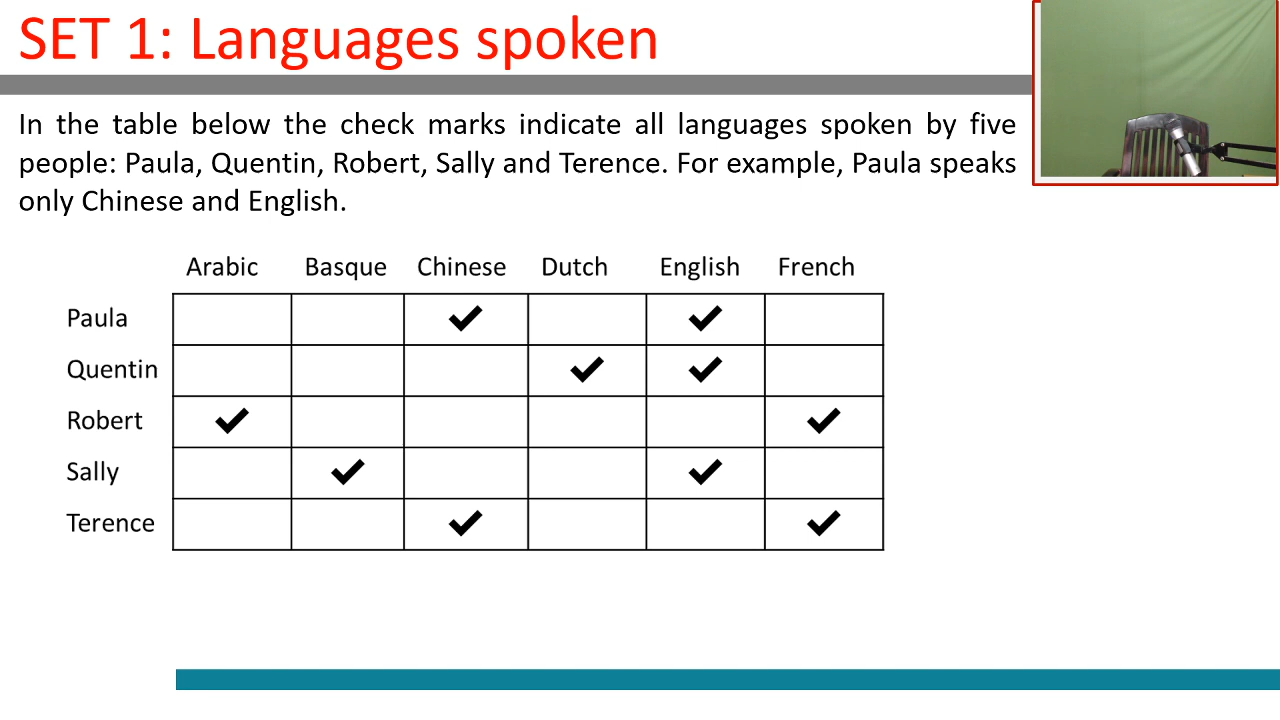 SET 1: Languages spoken
In the table below the check marks indicate all languages spoken by five
people: Paula, Quentin, Robert, Sally and Terence. For example, Paula speaks
only Chinese and English.
Arabic Basque Chinese Dutch English French
Paula ✔ ✔
Quentin ✔ ✔
Robert ✔ ✔
Sally ✔ ✔
Terence ✔ ✔